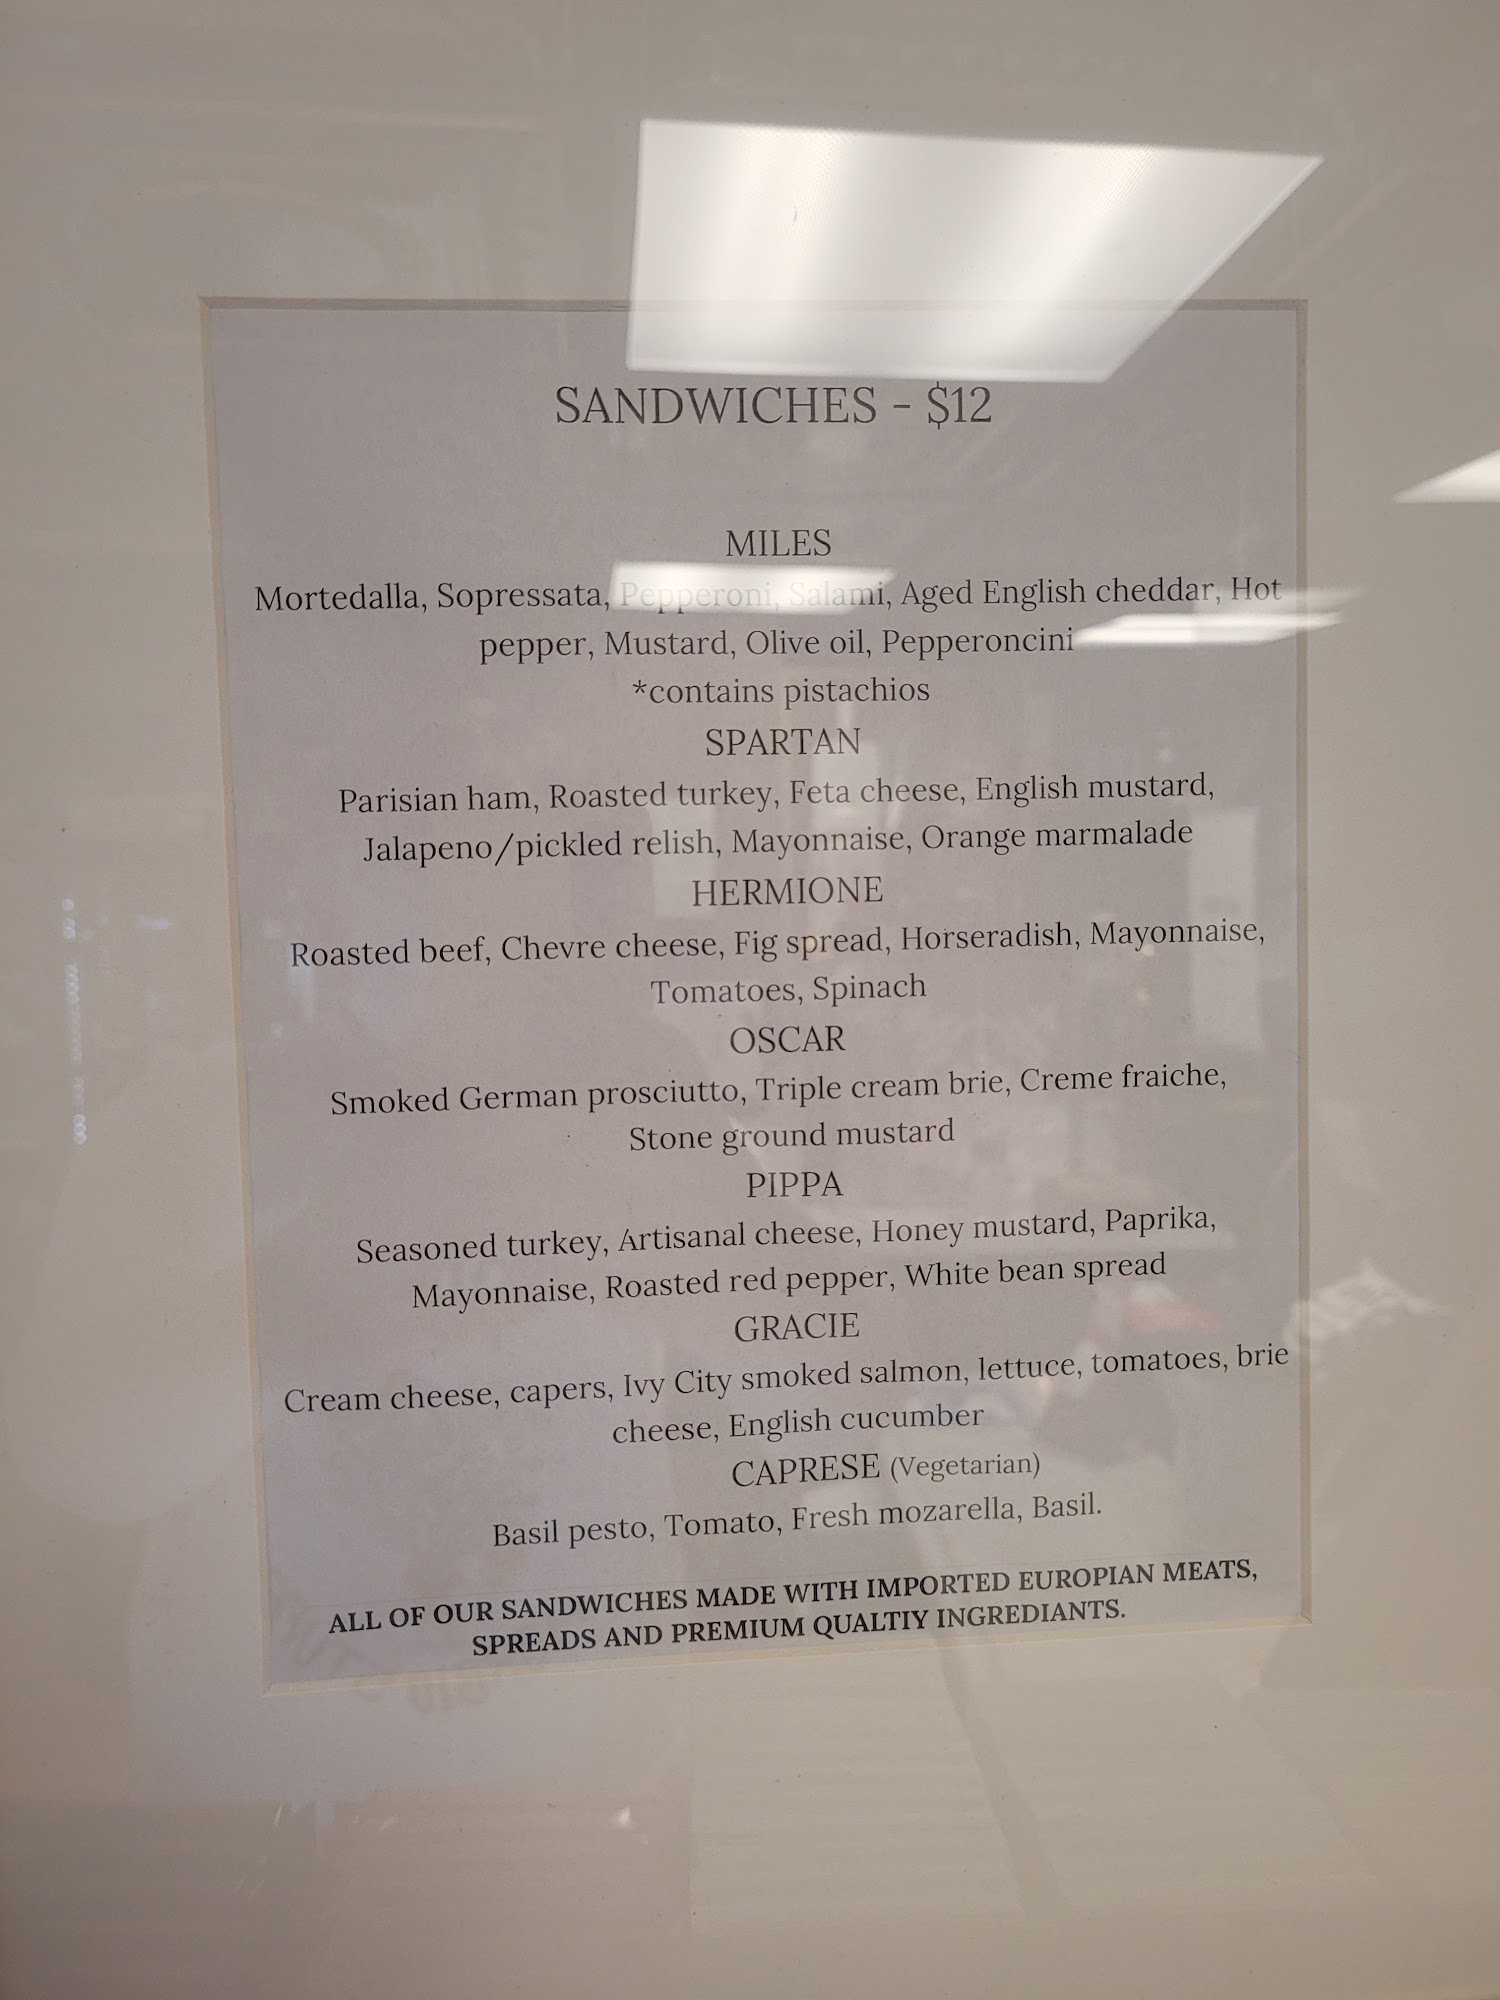 SANDWICHES - $12
MILES
Mortedalla, Sopressata, Pepperoni, Salami, Aged English cheddar, Hot
pepper, Mustard, Olive oil, Pepperoncini
*contains pistachios
SPARTAN
Parisian ham, Roasted turkey, Feta cheese, English mustard,
Jalapeno/pickled relish, Mayonnaise, Orange marmalade
HERMIONE
Roasted beef, Chevre cheese, Fig spread, Horseradish, Mayonnaise,
Tomatoes, Spinach
OSCAR
Smoked German prosciutto, Triple cream brie, Creme fraiche,
Stone ground mustard
PIPPA
Seasoned turkey, Artisanal cheese, Honey mustard, Paprika,
Mayonnaise, Roasted red pepper, White bean spread
GRACIE
Cream cheese, capers, Ivy City smoked salmon, lettuce, tomatoes, brie
cheese, English cucumber
CAPRESE (Vegetarian)
Basil pesto, Tomato, Fresh mozarella, Basil.
ALL OF OUR SANDWICHES MADE WITH IMPORTED EUROPIAN MEATS,
SPREADS AND PREMIUM QUALTIY INGREDIANTS.